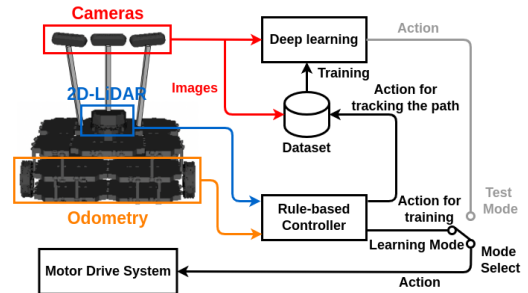 Cameras
Deep learning
Action
2D-LiDAR
Images
Training
Action for
tracking the path
Dataset
Odometry
Rule-based
Controller
Action for
training
Test
Mode
Learning Mode
Mode
Select
Motor Drive System
Action